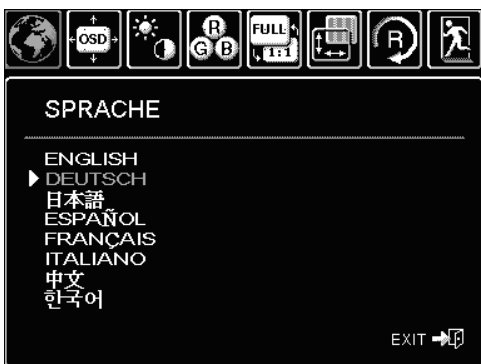 OSD
R
G B
FULL
1:1
R
SPRACHE
ENGLISH
DEUTSCH
日本語
ESPAÑOL
FRANÇAIS
ITALIANO
中文
한국어
EXIT